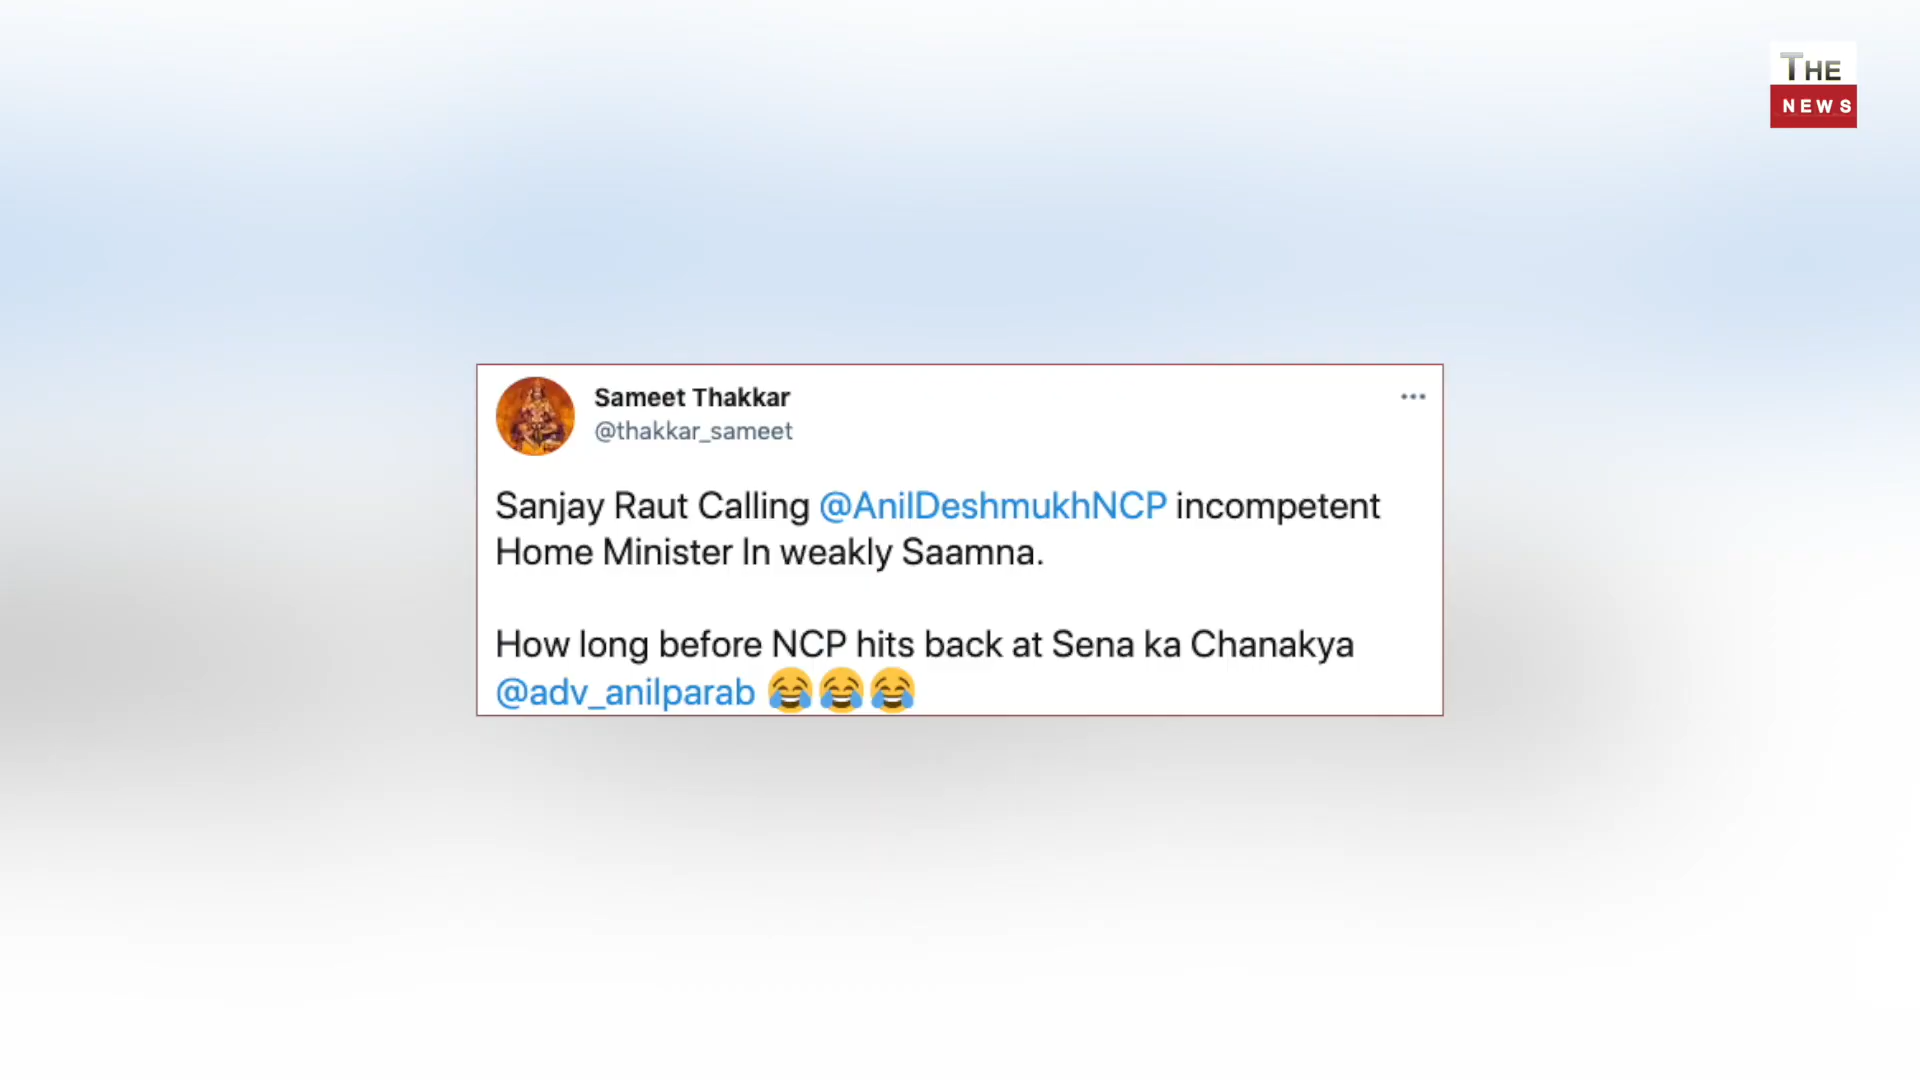 THE
NEWS
Sameet Thakkar
@thakkar_sameet
Sanjay Raut Calling @AnilDeshmukhNCP incompetent
Home Minister In weakly Saamna.
How long before NCP hits back at Sena ka Chanakya
@adv_anilparab 😂😂😂